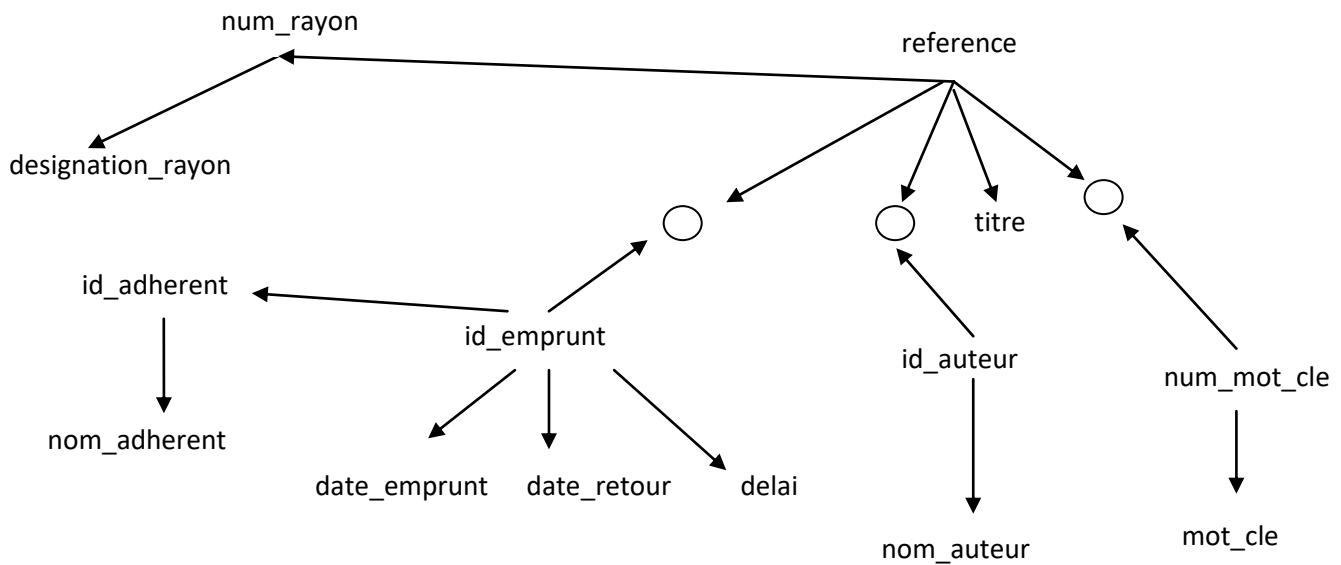 num_rayon
reference
designation_rayon
titre
id_adherent
id_emprunt
id_auteur
num_mot_cle
nom_adherent
date_emprunt
date_retour
delai
nom_auteur
mot_cle